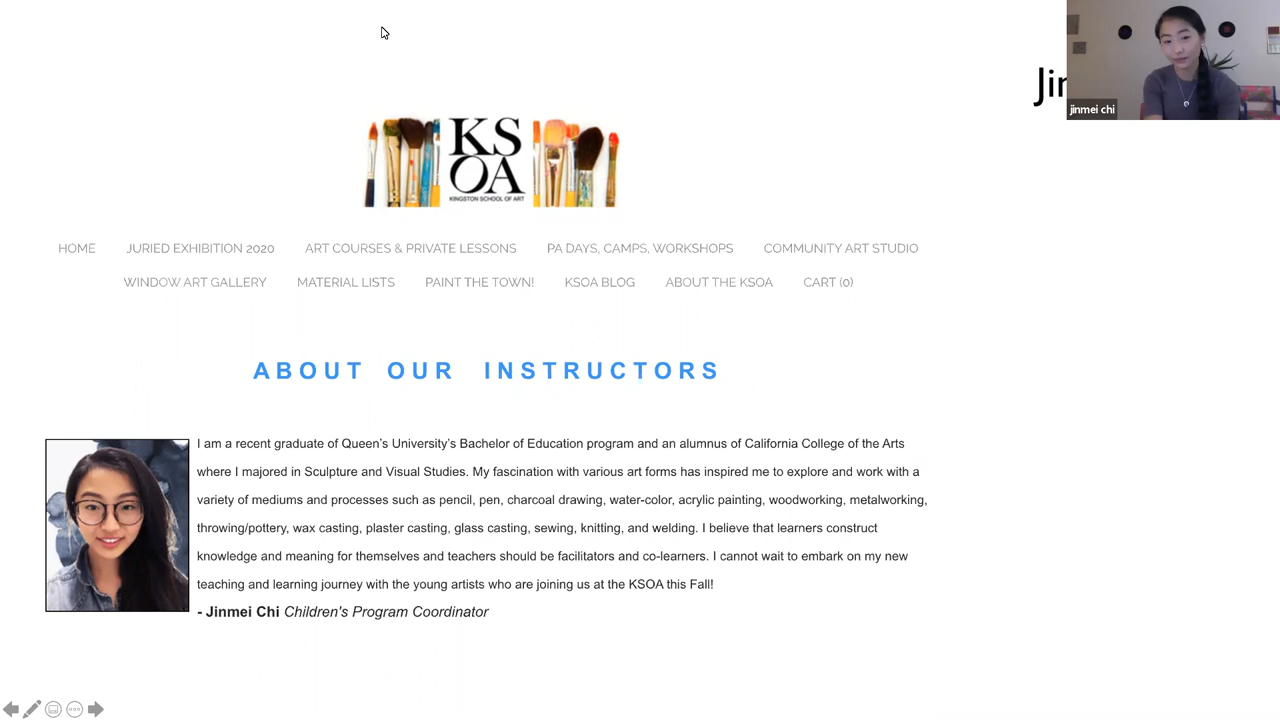 Jin
jinmei chi
KS
OA
KINGSTON SCHOOL OF ART
HOME JURIED EXHIBITION 2020 ART COURSES & PRIVATE LESSONS PA DAYS, CAMPS, WORKSHOPS COMMUNITY ART STUDIO
WINDOW ART GALLERY MATERIAL LISTS PAINT THE TOWN! KSOA BLOG ABOUT THE KSOA CART (0)
ABOUT OUR INSTRUCTORS
I am a recent graduate of Queen's University's Bachelor of Education program and an alumnus of California College of the Arts
where I majored in Sculpture and Visual Studies. My fascination with various art forms has inspired me to explore and work with a
variety of mediums and processes such as pencil, pen, charcoal drawing, water-color, acrylic painting, woodworking, metalworking,
throwing/pottery, wax casting, plaster casting, glass casting, sewing, knitting, and welding. I believe that learners construct
knowledge and meaning for themselves and teachers should be facilitators and co-learners. I cannot wait to embark on my new
teaching and learning journey with the young artists who are joining us at the KSOA this Fall!
- Jinmei Chi Children's Program Coordinator